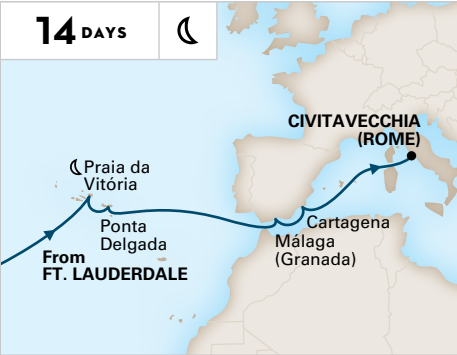 14 DAYS
CIVITAVECCHIA
(ROME)
Praia da
Vitória
Ponta
Delgada
From
FT. LAUDERDALE
Cartagena
Málaga
(Granada)